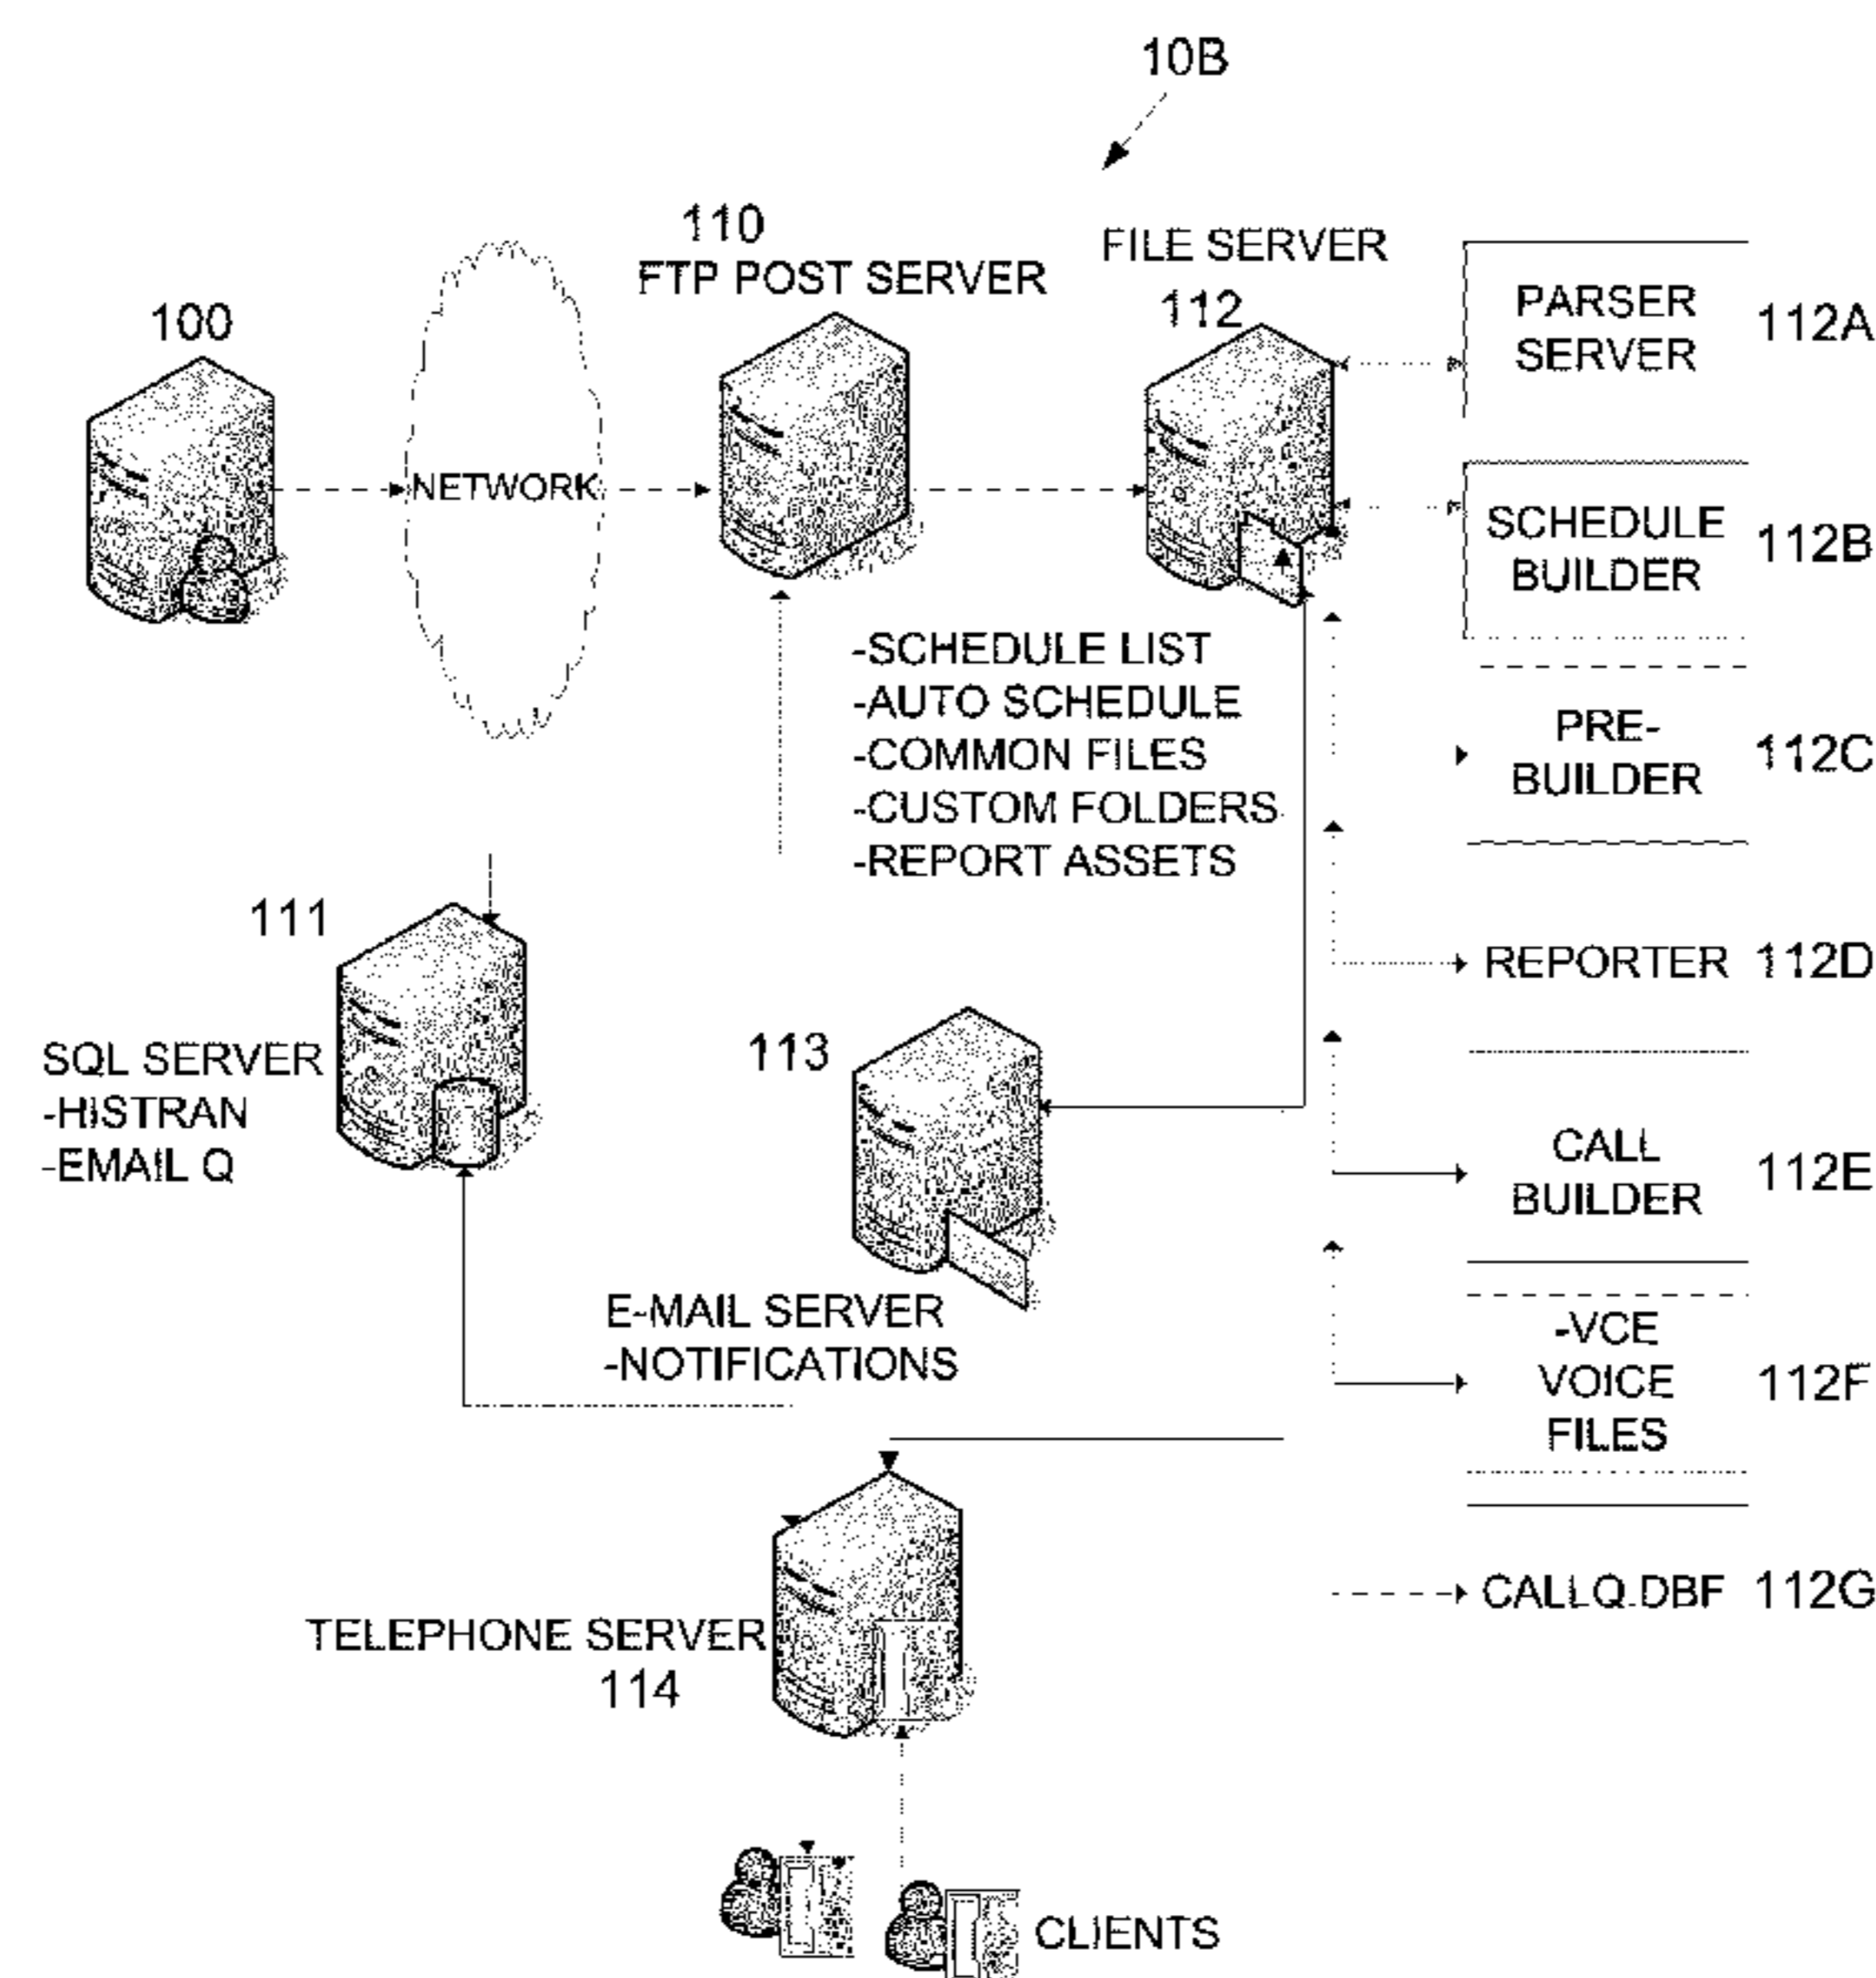 10B
110
FTP POST SERVER
FILE SERVER
112
100
NETWORK
PARSER
SERVER
112A
SCHEDULE
BUILDER
112B
-SCHEDULE LIST
-AUTO SCHEDULE
-COMMON FILES
-CUSTOM FOLDERS
-REPORT ASSETS
PRE-
BUILDER
112C
111
SQL SERVER
-HISTRAN
-EMAIL Q
113
REPORTER
112D
CALL
BUILDER
112E
E-MAIL SERVER
-NOTIFICATIONS
-VCE
VOICE
FILES
112F
TELEPHONE SERVER
114
CALLQ.DBF
112G
CLIENTS